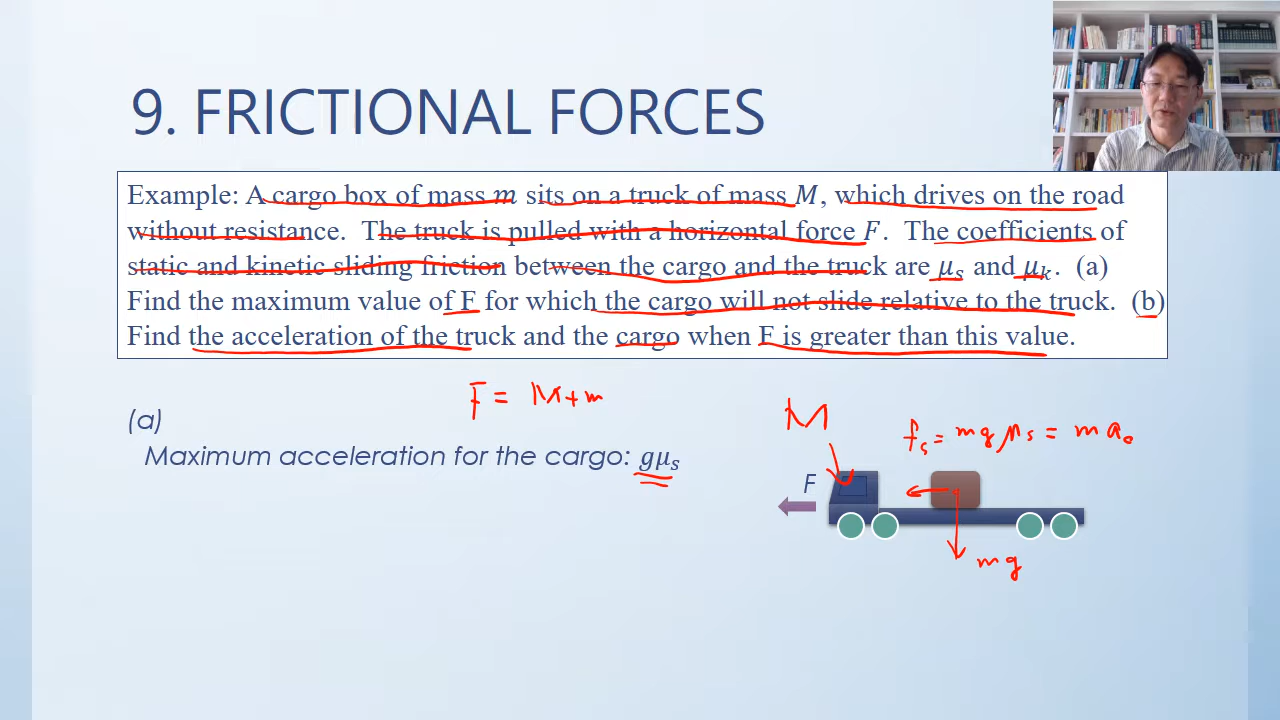 9. FRICTIONAL FORCES
Example: A cargo box of mass m sits on a truck of mass M, which drives on the road
without resistance. The truck is pulled with a horizontal force F. The coefficients of
static and kinetic sliding friction between the cargo and the truck are μs and μk. (a)
Find the maximum value of F for which the cargo will not slide relative to the truck. (b)
Find the acceleration of the truck and the cargo when F is greater than this value.
F = M+m
(a)
Maximum acceleration for the cargo: gμs
M
fs = mg μs = m a0
F
mg